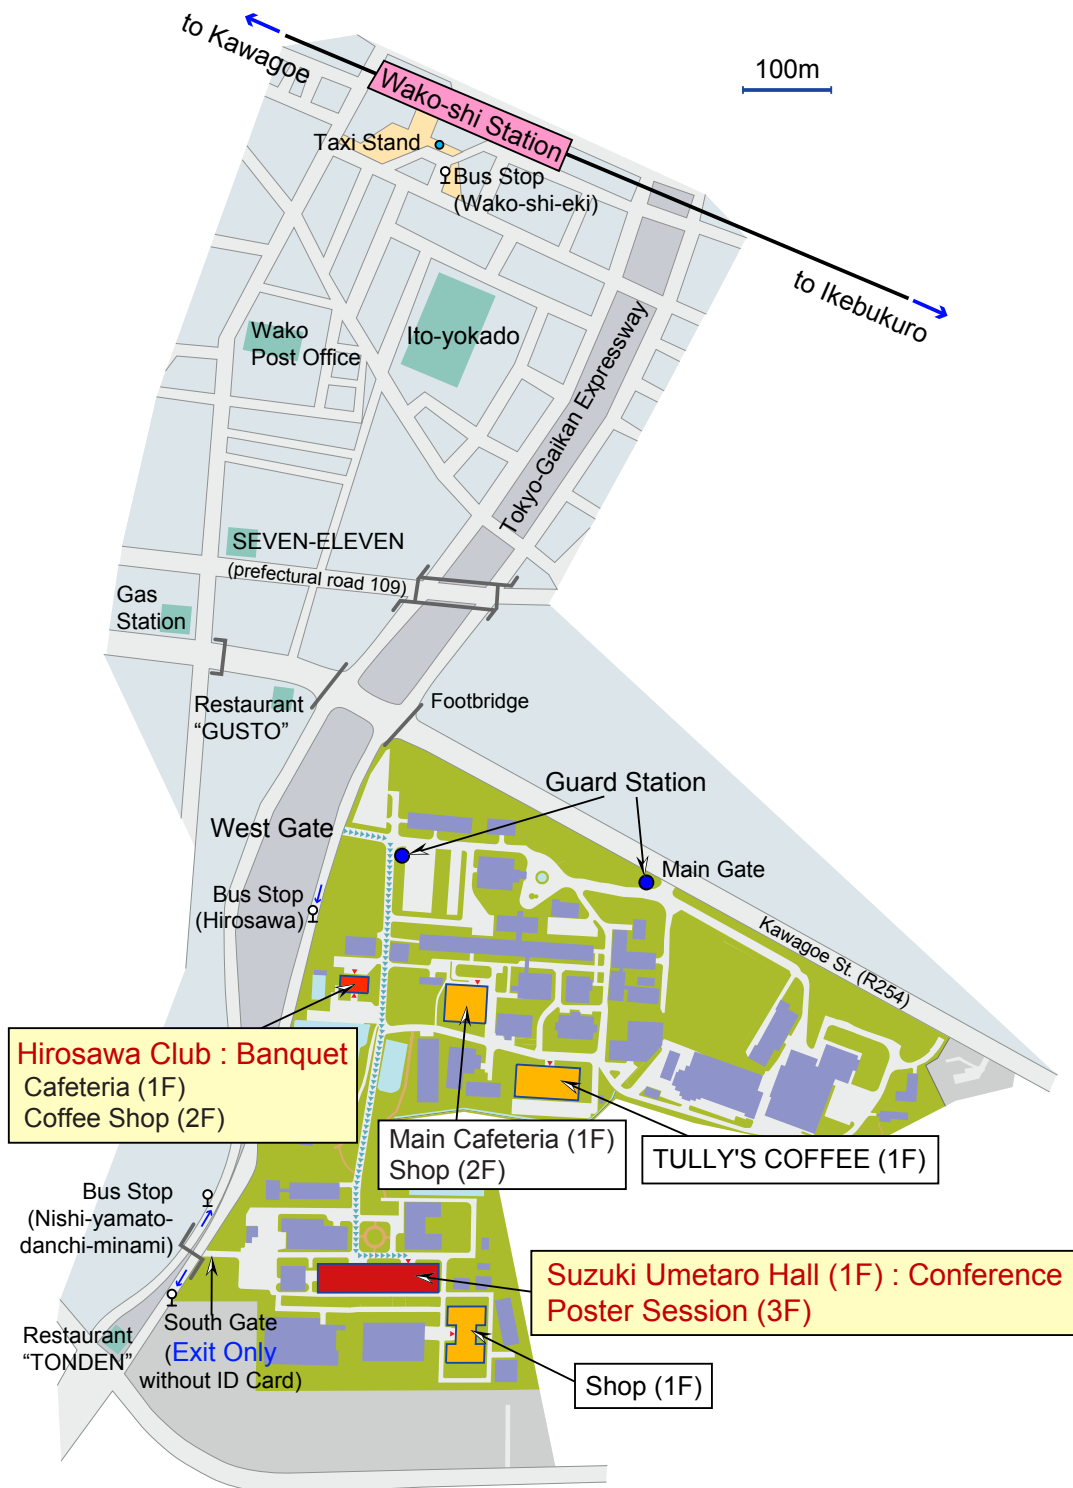 to Kawagoe
100m
Wako-shi Station
Taxi Stand
Bus Stop
(Wako-shi-eki)
to Ikebukuro
Wako
Post Office
Ito-yokado
Tokyo-Gaikan Expressway
SEVEN-ELEVEN
(prefectural road 109)
Gas
Station
Restaurant
“GUSTO”
Footbridge
Guard Station
West Gate
Main Gate
Bus Stop
(Hirosawa)
Kawagoe St. (R254)
Hirosawa Club : Banquet
Cafeteria (1F)
Coffee Shop (2F)
Main Cafeteria (1F)
Shop (2F)
TULLY'S COFFEE (1F)
Bus Stop
(Nishi-yamato-
danchi-minami)
Suzuki Umetaro Hall (1F) : Conference
Poster Session (3F)
South Gate
(Exit Only
without ID Card)
Restaurant
“TONDEN”
Shop (1F)